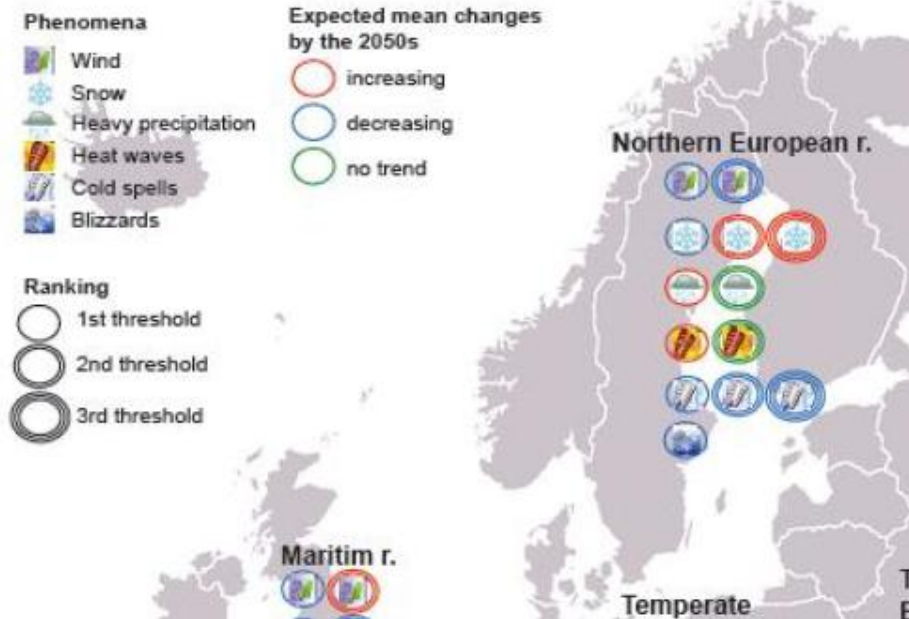 Phenomena
Wind
Snow
Heavy precipitation
Heat waves
Cold spells
Blizzards
Expected mean changes
by the 2050s
increasing
decreasing
no trend
Ranking
1st threshold
2nd threshold
3rd threshold
Northern European r.
Maritim r.
Temperate